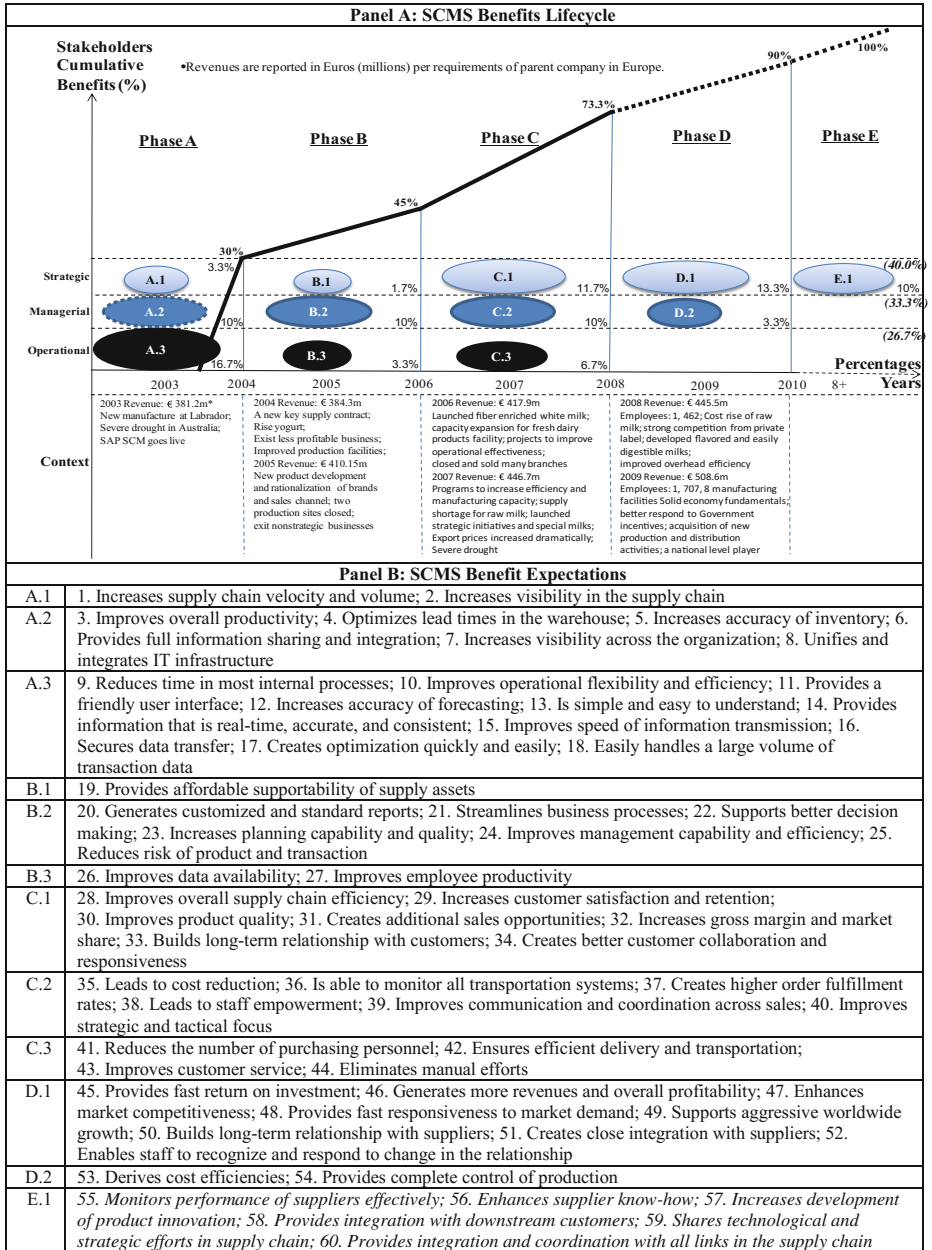 Panel A: SCMS Benefits Lifecycle
Stakeholders
Cumulative
Benefits (%)
•Revenues are reported in Euros (millions) per requirements of parent company in Europe.
90%
100%
73.3%
Phase A
Phase B
Phase C
Phase D
Phase E
45%
30%
Strategic
3.3%
A.1
B.1
1.7%
C.1
11.7%
D.1
13.3%
E.1
(40.0%)
10%
Managerial
A.2
10%
B.2
10%
C.2
10%
D.2
3.3%
(33.3%)
Operational
A.3
16.7%
B.3
3.3%
C.3
6.7%
(26.7%)
Percentages
2003
2004
2005
2006
2007
2008
2009
2010
8+
Years
Context
2003 Revenue: € 381.2m*
New manufacture at Labrador;
Severe drought in Australia;
SAP SCM goes live
2004 Revenue: € 384.3m
A new key supply contract;
Rise yogurt;
Exist less profitable business;
Improved production facilities;
2005 Revenue: € 410.15m
New product development
and rationalization of brands
and sales channel; two
production sites closed;
exit nonstrategic businesses
2006 Revenue: € 417.9m
Launched fiber enriched white milk;
capacity expansion for fresh dairy
products facility; projects to improve
operational effectiveness;
closed and sold many branches
2007 Revenue: € 446.7m
Programs to increase efficiency and
manufacturing capacity; supply
shortage for raw milk; launched
strategic initiatives and special milks;
Export prices increased dramatically;
Severe drought
2008 Revenue: € 445.5m
Employees: 1, 462; Cost rise of raw
milk; strong competition from private
label; developed flavored and easily
digestible milks;
improved overhead efficiency
2009 Revenue: € 508.6m
Employees: 1, 707, 8 manufacturing
facilities Solid economy fundamentals;
better respond to Government
incentives; acquisition of new
production and distribution
activities; a national level player
Panel B: SCMS Benefit Expectations
A.1 1. Increases supply chain velocity and volume; 2. Increases visibility in the supply chain
A.2 3. Improves overall productivity; 4. Optimizes lead times in the warehouse; 5. Increases accuracy of inventory; 6.
Provides full information sharing and integration; 7. Increases visibility across the organization; 8. Unifies and
integrates IT infrastructure
A.3 9. Reduces time in most internal processes; 10. Improves operational flexibility and efficiency; 11. Provides a
friendly user interface; 12. Increases accuracy of forecasting; 13. Is simple and easy to understand; 14. Provides
information that is real-time, accurate, and consistent; 15. Improves speed of information transmission; 16.
Secures data transfer; 17. Creates optimization quickly and easily; 18. Easily handles a large volume of
transaction data
B.1 19. Provides affordable supportability of supply assets
B.2 20. Generates customized and standard reports; 21. Streamlines business processes; 22. Supports better decision
making; 23. Increases planning capability and quality; 24. Improves management capability and efficiency; 25.
Reduces risk of product and transaction
B.3 26. Improves data availability; 27. Improves employee productivity
C.1 28. Improves overall supply chain efficiency; 29. Increases customer satisfaction and retention;
30. Improves product quality; 31. Creates additional sales opportunities; 32. Increases gross margin and market
share; 33. Builds long-term relationship with customers; 34. Creates better customer collaboration and
responsiveness
C.2 35. Leads to cost reduction; 36. Is able to monitor all transportation systems; 37. Creates higher order fulfillment
rates; 38. Leads to staff empowerment; 39. Improves communication and coordination across sales; 40. Improves
strategic and tactical focus
C.3 41. Reduces the number of purchasing personnel; 42. Ensures efficient delivery and transportation;
43. Improves customer service; 44. Eliminates manual efforts
D.1 45. Provides fast return on investment; 46. Generates more revenues and overall profitability; 47. Enhances
market competitiveness; 48. Provides fast responsiveness to market demand; 49. Supports aggressive worldwide
growth; 50. Builds long-term relationship with suppliers; 51. Creates close integration with suppliers; 52.
Enables staff to recognize and respond to change in the relationship
D.2 53. Derives cost efficiencies; 54. Provides complete control of production
E.1 55. Monitors performance of suppliers effectively; 56. Enhances supplier know-how; 57. Increases development
of product innovation; 58. Provides integration with downstream customers; 59. Shares technological and
strategic efforts in supply chain; 60. Provides integration and coordination with all links in the supply chain